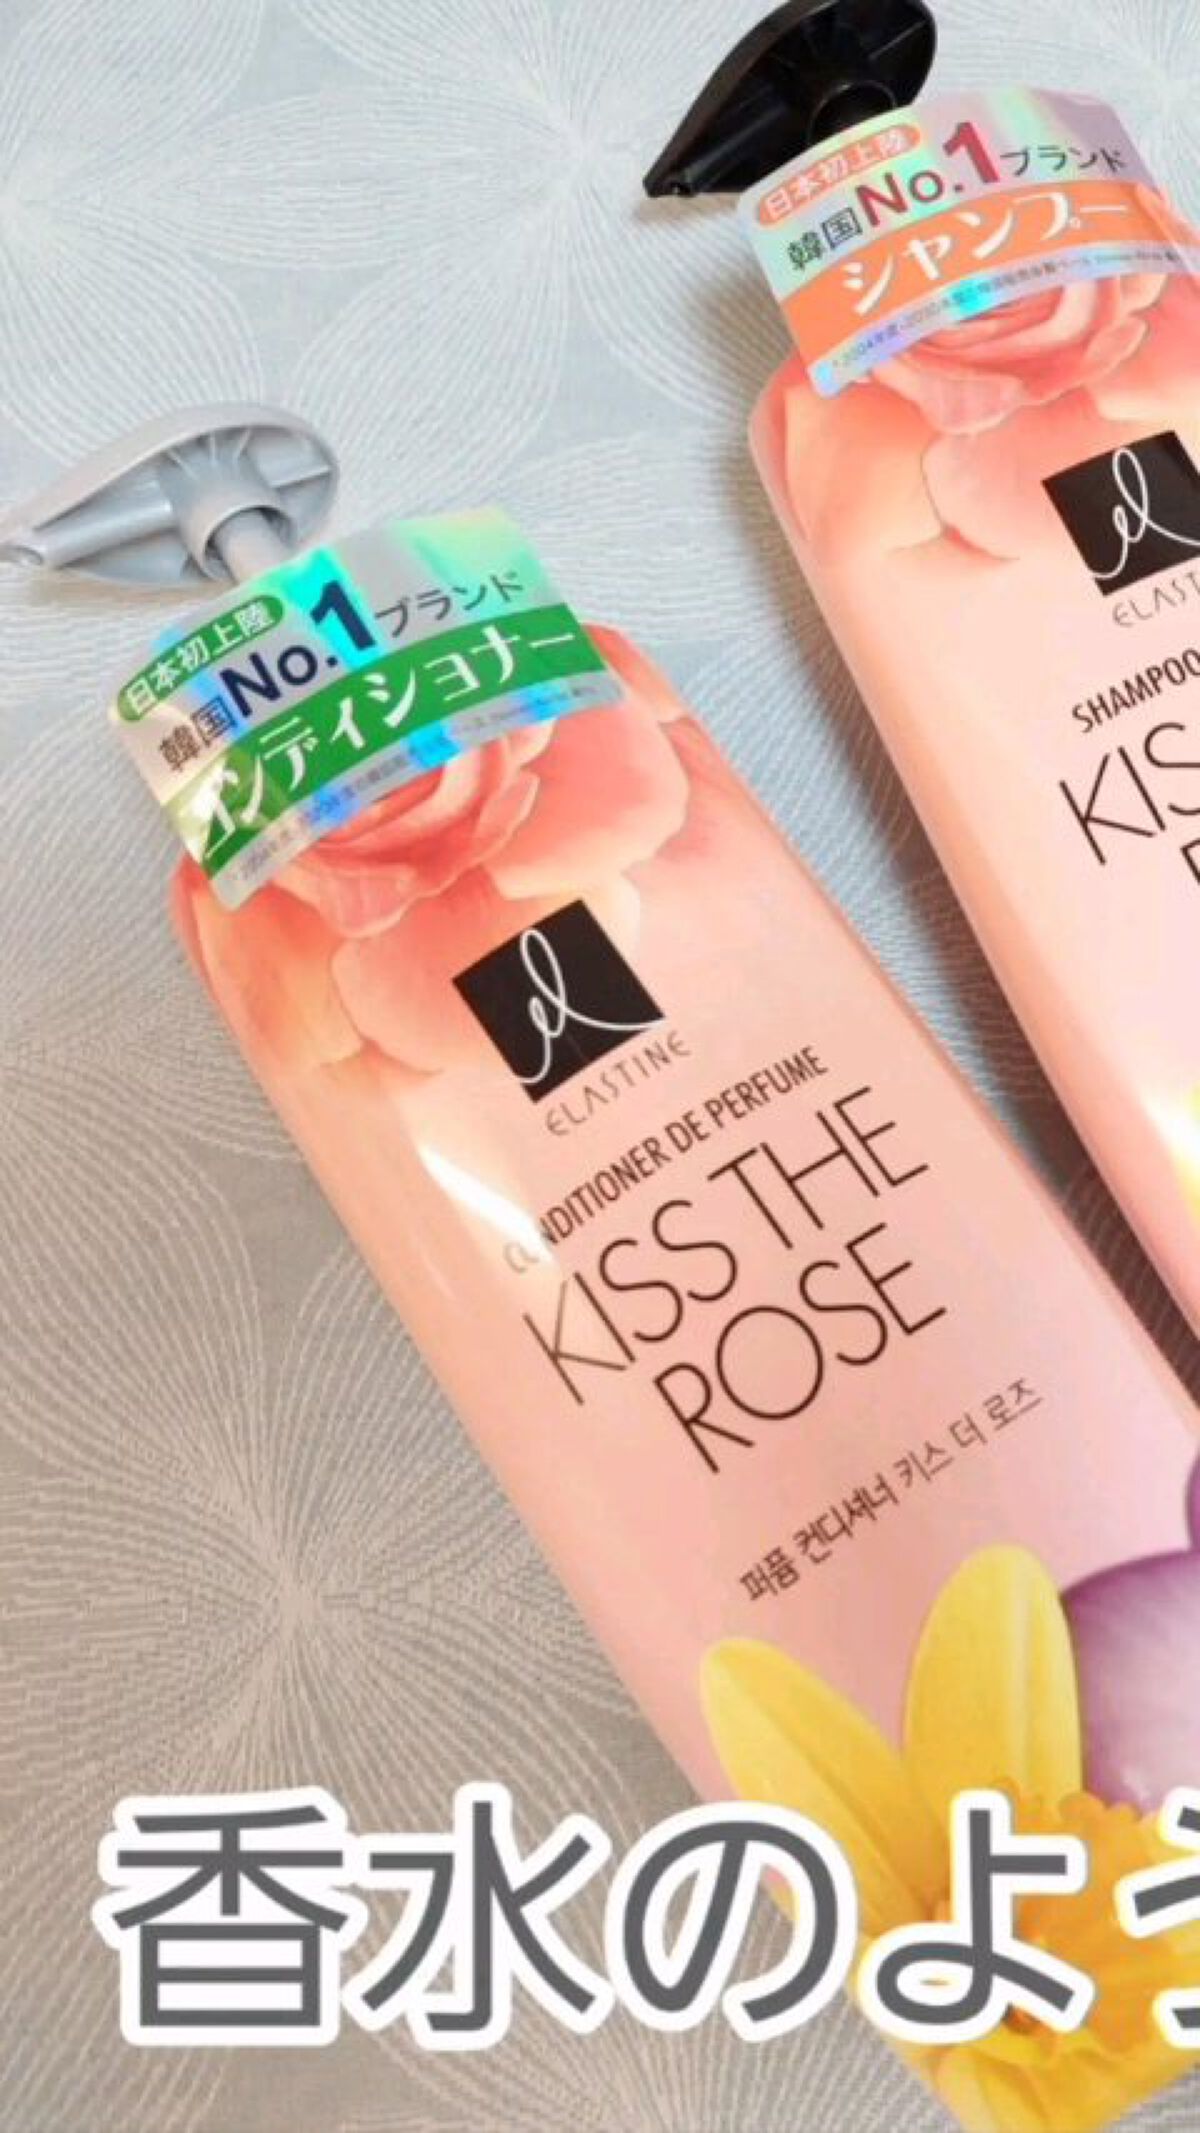 日本初上陸
韓国No.1ブランド
シャンプー
ELAST
SHAMPOO
KIS
日本初上陸
韓国No.1ブランド
コンディショナー
ELASTINE
CONDITIONER DE PERFUME
KISS THE
ROSE
퍼퓸 컨디셔너 키스 더 로즈
香水のよう